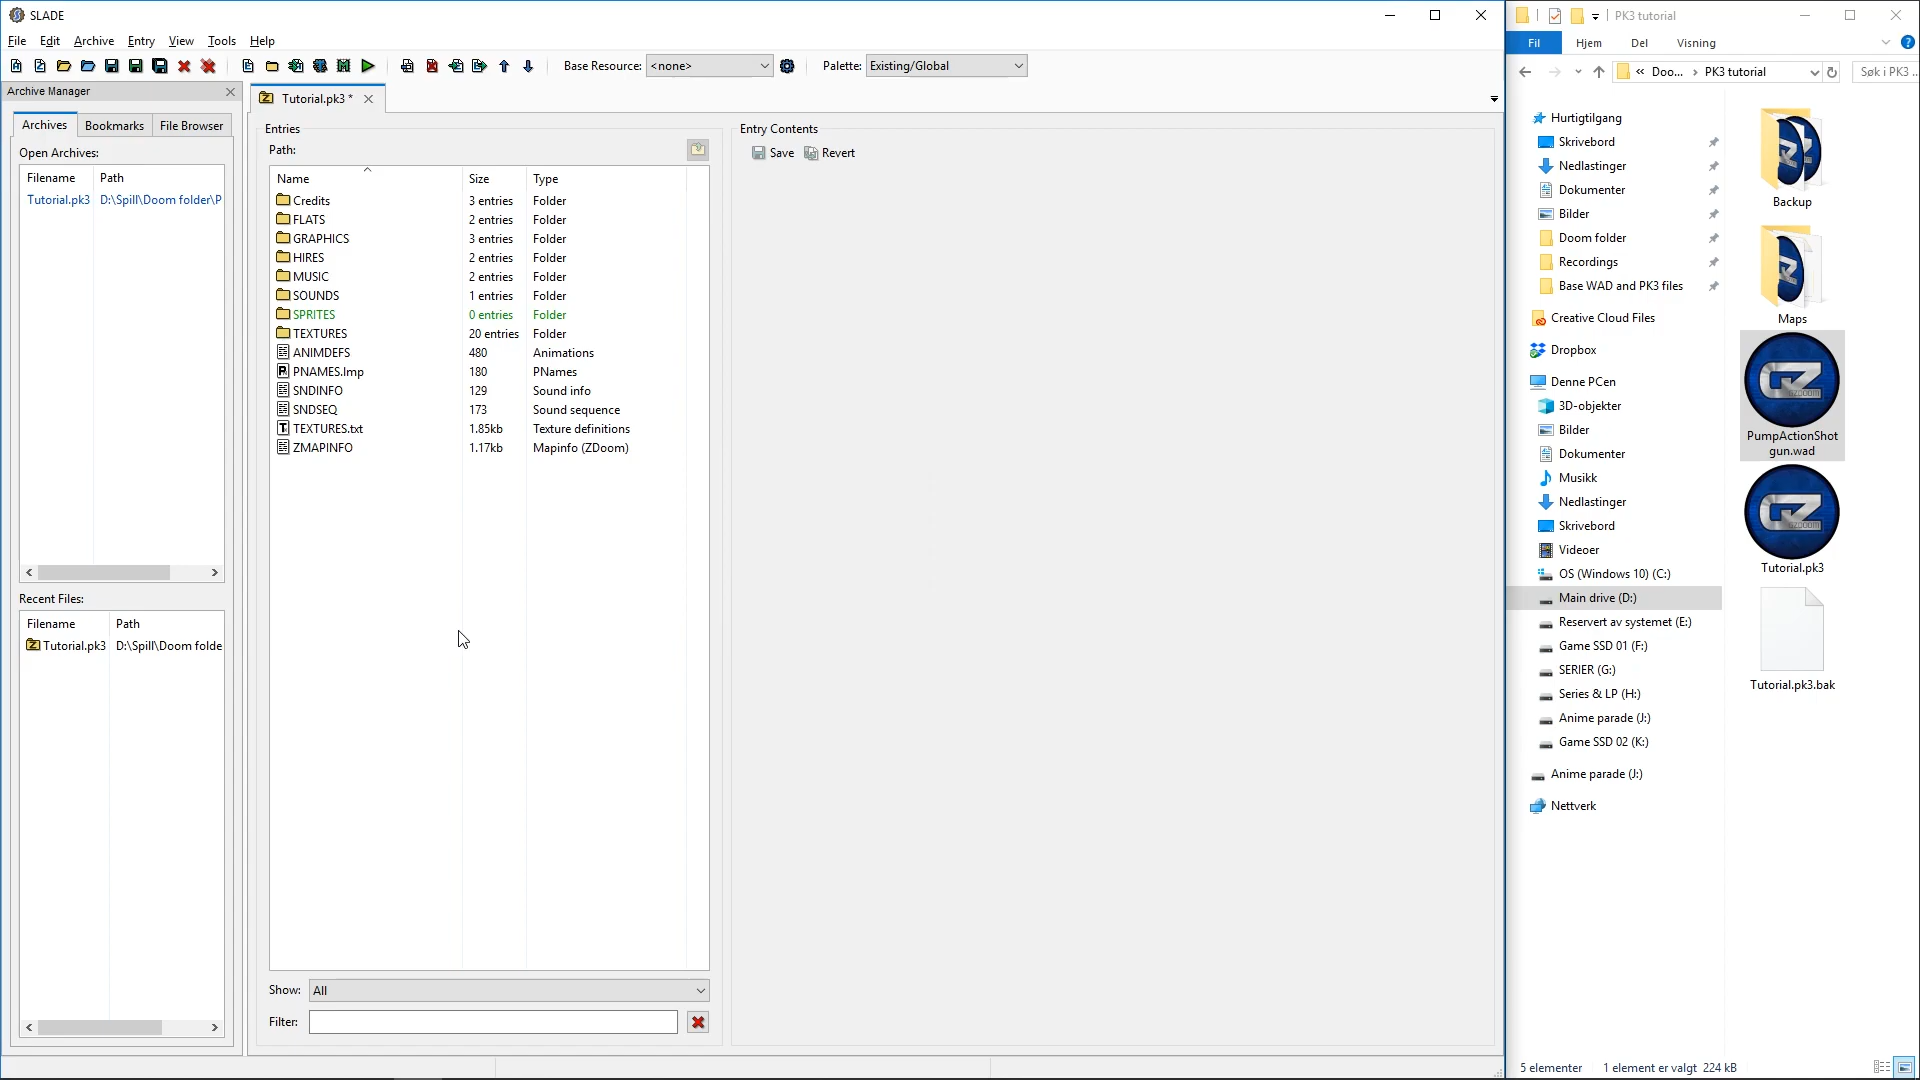 SLADE
File Edit Archive Entry View Tools Help
Base Resource: <none> Palette: Existing/Global
Archive Manager
Archives Bookmarks File Browser
Open Archives:
Filename Path
Tutorial.pk3 D:\Spill\Doom folder\P
Recent Files:
Filename Path
Tutorial.pk3 D:\Spill\Doom folde
Tutorial.pk3 *
Entries
Path:
Name Size Type
Credits 3 entries Folder
FLATS 2 entries Folder
GRAPHICS 3 entries Folder
HIRES 2 entries Folder
MUSIC 2 entries Folder
SOUNDS 1 entries Folder
SPRITES 0 entries Folder
TEXTURES 20 entries Folder
ANIMDEFS 480 Animations
PNAMES.lmp 180 PNames
SNDINFO 129 Sound info
SNDSEQ 173 Sound sequence
TEXTURES.txt 1.85kb Texture definitions
ZMAPINFO 1.17kb Mapinfo (ZDoom)
Show: All
Filter:
Entry Contents
Save Revert
PK3 tutorial
Fil Hjem Del Visning
« Doo... › PK3 tutorial
Søk i PK3 ...
Hurtigtilgang
Skrivebord
Nedlastinger
Dokumenter
Bilder
Doom folder
Recordings
Base WAD and PK3 files
Creative Cloud Files
Dropbox
Denne PCen
3D-objekter
Bilder
Dokumenter
Musikk
Nedlastinger
Skrivebord
Videoer
OS (Windows 10) (C:)
Main drive (D:)
Reservert av systemet (E:)
Game SSD 01 (F:)
SERIER (G:)
Series & LP (H:)
Anime parade (J:)
Game SSD 02 (K:)
Anime parade (J:)
Nettverk
Backup
Maps
PumpActionShot
gun.wad
Tutorial.pk3
Tutorial.pk3.bak
5 elementer 1 element er valgt 224 kB